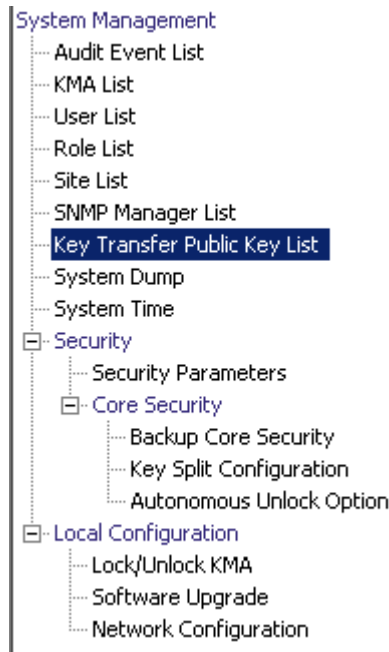 System Management
Audit Event List
KMA List
User List
Role List
Site List
SNMP Manager List
Key Transfer Public Key List
System Dump
System Time
Security
Security Parameters
Core Security
Backup Core Security
Key Split Configuration
Autonomous Unlock Option
Local Configuration
Lock/Unlock KMA
Software Upgrade
Network Configuration